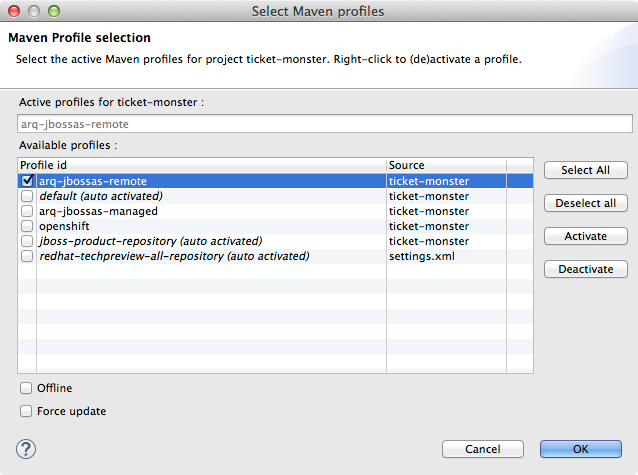 Select Maven profiles
Maven Profile selection
Select the active Maven profiles for project ticket-monster. Right-click to (de)activate a profile.
Active profiles for ticket-monster :
arq-jbossas-remote
Available profiles :
Profile id Source
arq-jbossas-remote ticket-monster
default (auto activated) ticket-monster
arq-jbossas-managed ticket-monster
openshift ticket-monster
jboss-product-repository (auto activated) ticket-monster
redhat-techpreview-all-repository (auto activated) settings.xml
Select All
Deselect all
Activate
Deactivate
Offline
Force update
?
Cancel
OK